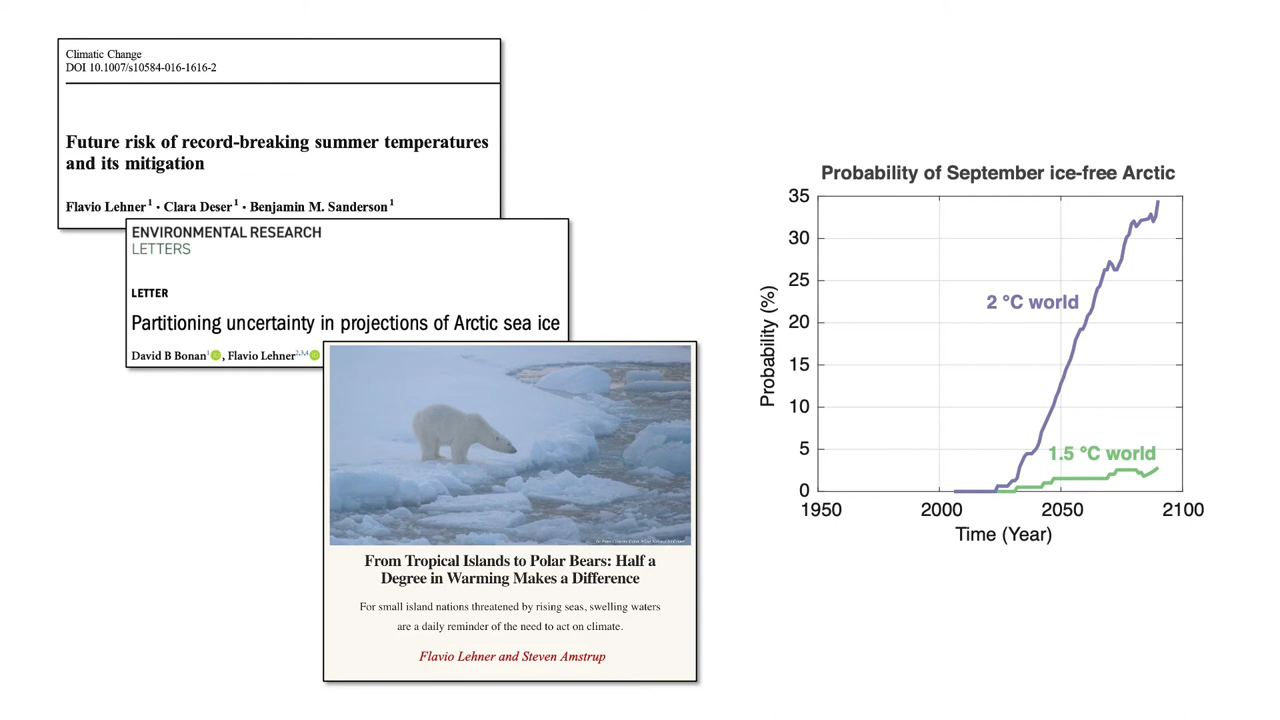 Climatic Change
DOI 10.1007/s10584-016-1616-2
Future risk of record-breaking summer temperatures
and its mitigation
Flavio Lehner1 · Clara Deser1 · Benjamin M. Sanderson1
ENVIRONMENTAL RESEARCH
LETTERS
LETTER
Partitioning uncertainty in projections of Arctic sea ice
David B Bonan1, Flavio Lehner2,3,4
From Tropical Islands to Polar Bears: Half a
Degree in Warming Makes a Difference
For small island nations threatened by rising seas, swelling waters
are a daily reminder of the need to act on climate.
Flavio Lehner and Steven Amstrup
Probability of September ice-free Arctic
35
30
25
20
15
10
5
0
Probability (%)
2 °C world
1.5 °C world
1950
2000
2050
2100
Time (Year)